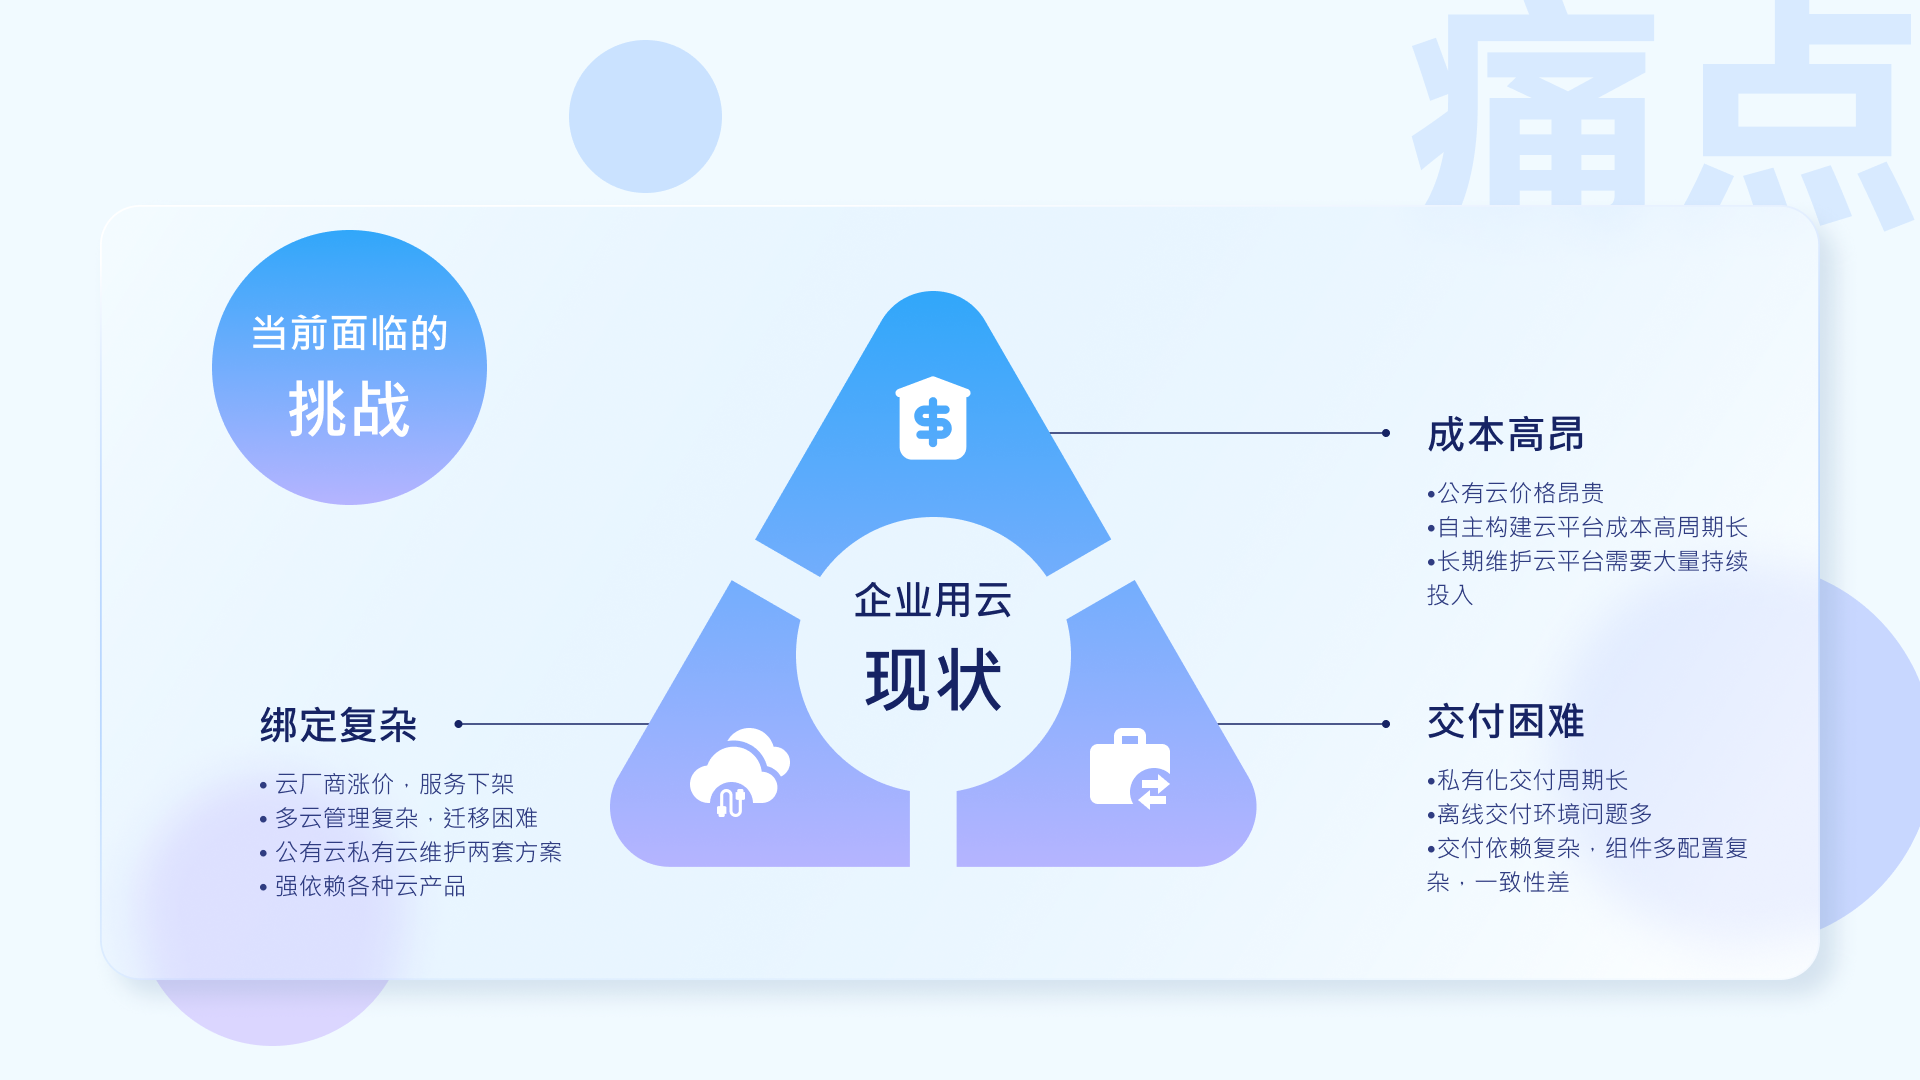 痛点
当前面临的
挑战
企业用云
现状
成本高昂
•公有云价格昂贵
•自主构建云平台成本高周期长
•长期维护云平台需要大量持续
投入
绑定复杂
• 云厂商涨价，服务下架
• 多云管理复杂，迁移困难
• 公有云私有云维护两套方案
• 强依赖各种云产品
交付困难
•私有化交付周期长
•离线交付环境问题多
•交付依赖复杂，组件多配置复
杂，一致性差